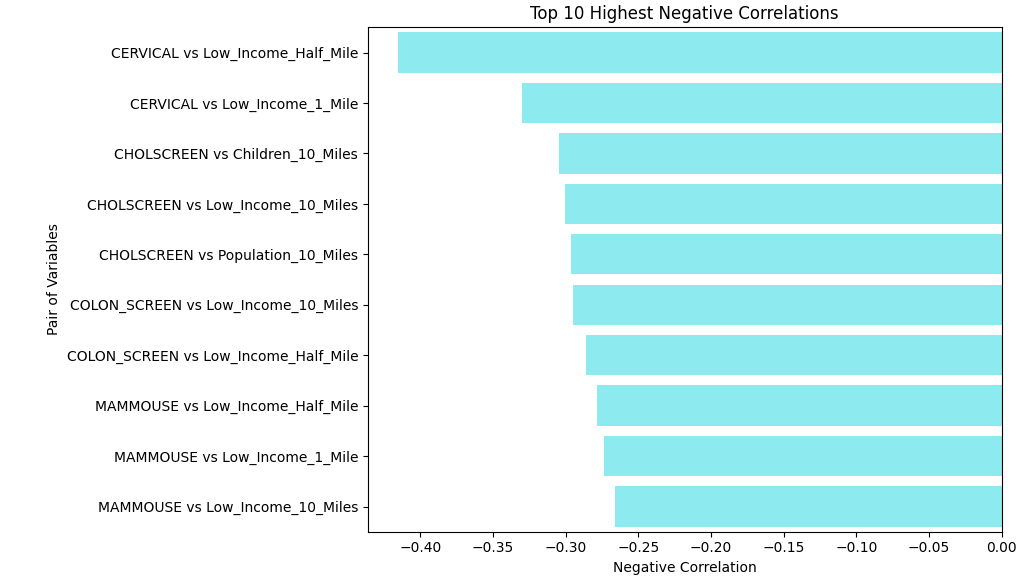 Top 10 Highest Negative Correlations
Pair of Variables
CERVICAL vs Low_Income_Half_Mile
CERVICAL vs Low_Income_1_Mile
CHOLSCREEN vs Children_10_Miles
CHOLSCREEN vs Low_Income_10_Miles
CHOLSCREEN vs Population_10_Miles
COLON_SCREEN vs Low_Income_10_Miles
COLON_SCREEN vs Low_Income_Half_Mile
MAMMOUSE vs Low_Income_Half_Mile
MAMMOUSE vs Low_Income_1_Mile
MAMMOUSE vs Low_Income_10_Miles
−0.40 −0.35 −0.30 −0.25 −0.20 −0.15 −0.10 −0.05 0.00
Negative Correlation